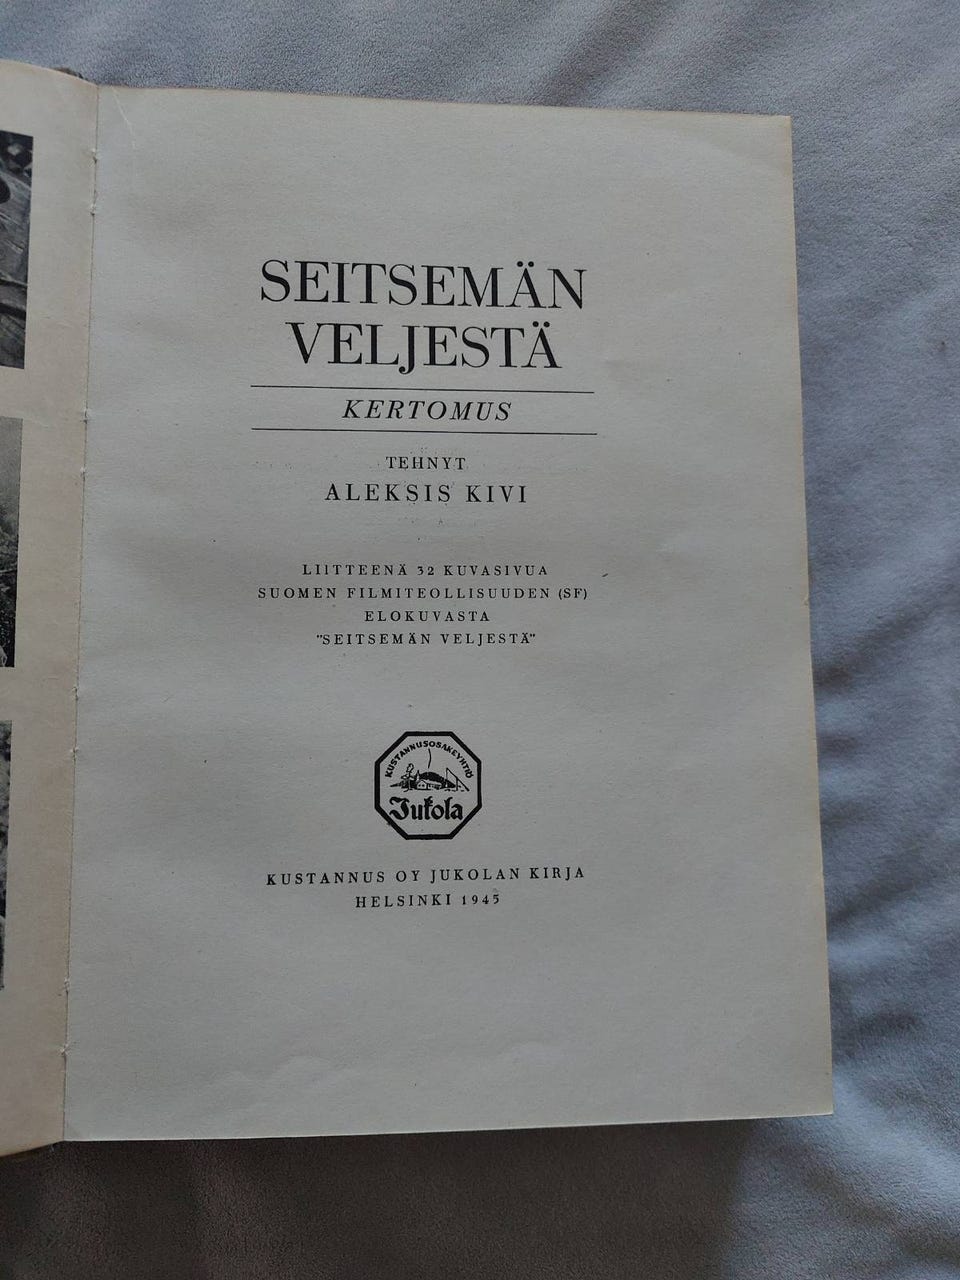 SEITSEMÄN
VELJESTÄ
KERTOMUS
TEHNYT
ALEKSIS KIVI
LIITTEENÄ 32 KUVASIVUA
SUOMEN FILMITEOLLISUUDEN (SF)
ELOKUVASTA
"SEITSEMÄN VELJESTÄ"
KUSTANNUSOSAKEYHTIÖ
Jukola
KUSTANNUS OY JUKOLAN KIRJA
HELSINKI 1945